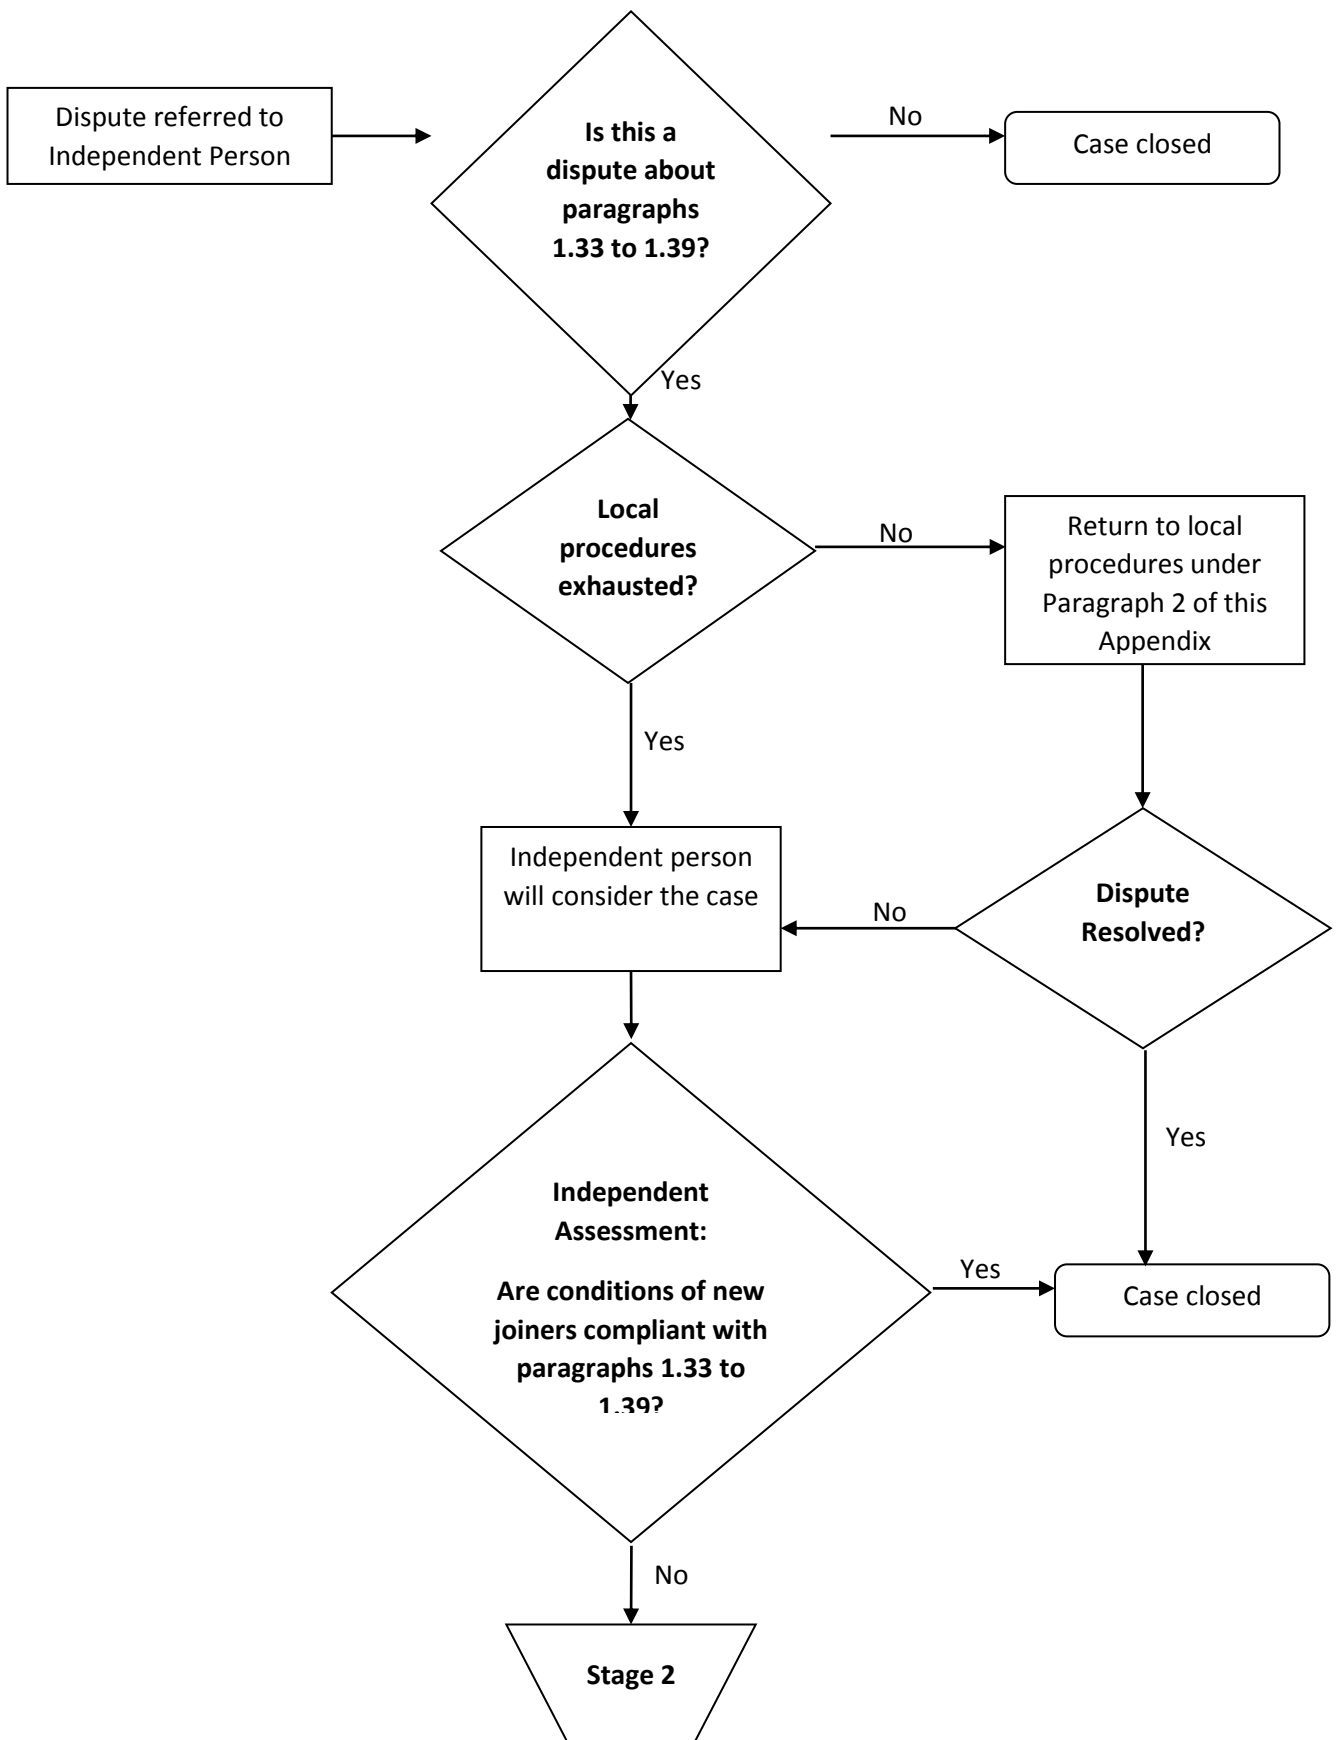 Dispute referred to
Independent Person
Is this a
dispute about
paragraphs
1.33 to 1.39?
No
Case closed
Yes
Local
procedures
exhausted?
No
Return to local
procedures under
Paragraph 2 of this
Appendix
Yes
Independent person
will consider the case
No
Dispute
Resolved?
Yes
Independent
Assessment:
Are conditions of new
joiners compliant with
paragraphs 1.33 to
1.39?
Yes
Case closed
No
Stage 2